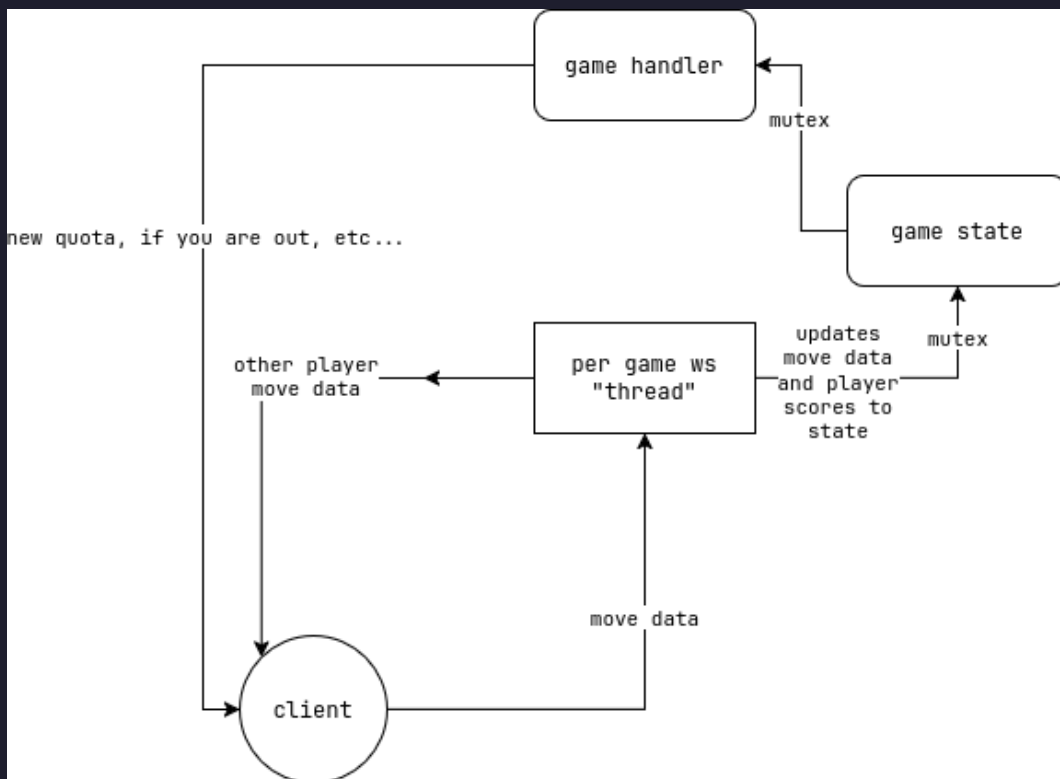 game handler
mutex
game state
new quota, if you are out, etc...
updates
move data
and player
scores to
state
mutex
other player
move data
per game ws
"thread"
move data
client